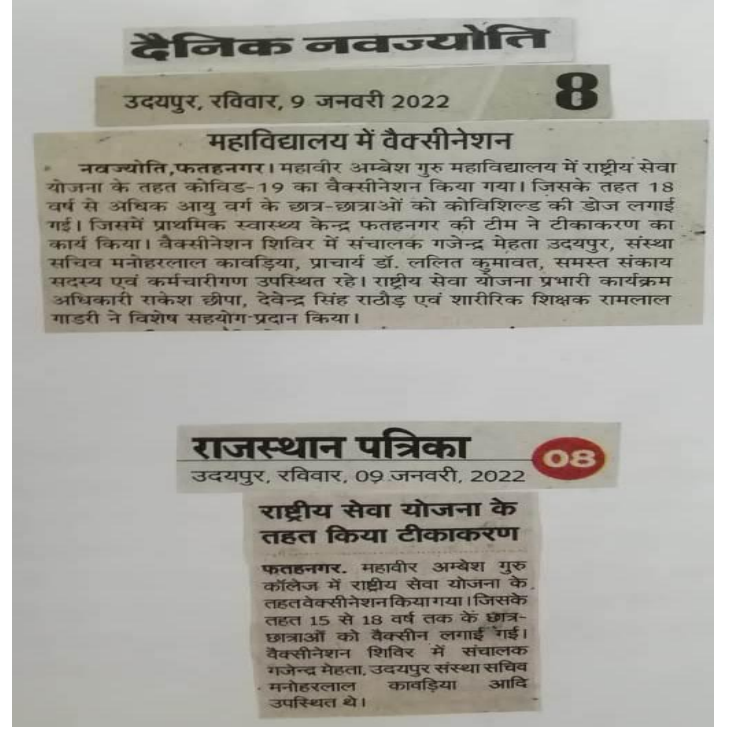 दैनिक नवज्योति
उदयपुर, रविवार, 9 जनवरी 2022 8
महाविद्यालय में वैक्सीनेशन
नवज्योति,फतहनगर। महावीर अम्बेश गुरु महाविद्यालय में राष्ट्रीय सेवा
योजना के तहत कोविड-19 का वैक्सीनेशन किया गया। जिसके तहत 18
वर्ष से अधिक आयु वर्ग के छात्र-छात्राओं को कोविशिल्ड की डोज लगाई
गई। जिसमें प्राथमिक स्वास्थ्य केन्द्र फतहनगर की टीम ने टीकाकरण का
कार्य किया। वैक्सीनेशन शिविर में संचालक गजेन्द्र मेहता उदयपुर, संस्था
सचिव मनोहरलाल कावड़िया, प्राचार्य डॉ. ललित कुमावत, समस्त संकाय
सदस्य एवं कर्मचारीगण उपस्थित रहे। राष्ट्रीय सेवा योजना प्रभारी कार्यक्रम
अधिकारी राकेश छीपा, देवेन्द्र सिंह राठौड़ एवं शारीरिक शिक्षक रामलाल
गाडरी ने विशेष सहयोग प्रदान किया।
राजस्थान पत्रिका 08
उदयपुर, रविवार, 09 जनवरी, 2022
राष्ट्रीय सेवा योजना के
तहत किया टीकाकरण
फतहनगर. महावीर अम्बेश गुरु
कॉलेज में राष्ट्रीय सेवा योजना के
तहत वैक्सीनेशन किया गया। जिसके
तहत 15 से 18 वर्ष तक के छात्र-
छात्राओं को वैक्सीन लगाई गई।
वैक्सीनेशन शिविर में संचालक
गजेन्द्र मेहता, उदयपुर संस्था सचिव
मनोहरलाल कावड़िया आदि
उपस्थित थे।